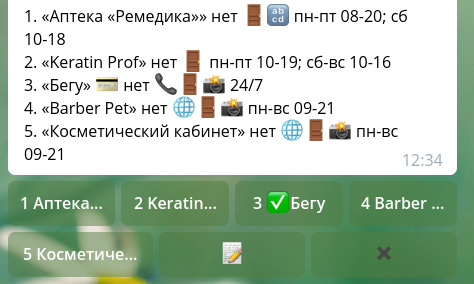 1. «Аптека «Ремедика»» нет 🚪🔡 пн-пт 08-20; сб
10-18
2. «Keratin Prof» нет 🚪 пн-пт 10-19; сб-вс 10-16
3. «Бегу» 💳 нет 📞🚪📸 24/7
4. «Barber Pet» нет 🌐🚪📸 пн-вс 09-21
5. «Косметический кабинет» нет 🌐🚪📸 пн-вс
09-21
12:34
1 Аптека... 2 Keratin... 3 ✅Бегу 4 Barber ...
5 Косметиче... 📝 ✖